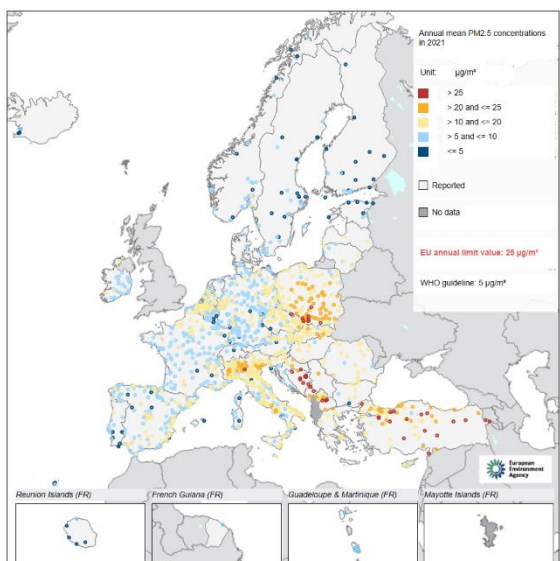 Annual mean PM2.5 concentrations
in 2021
Unit: µg/m³
> 25
> 20 and <= 25
> 10 and <= 20
> 5 and <= 10
<= 5
Reported
No data
EU annual limit value: 25 µg/m³
WHO guideline: 5 µg/m³
European
Environment
Agency
Reunion Islands (FR)
French Guiana (FR)
Guadeloupe & Martinique (FR)
Mayotte Islands (FR)